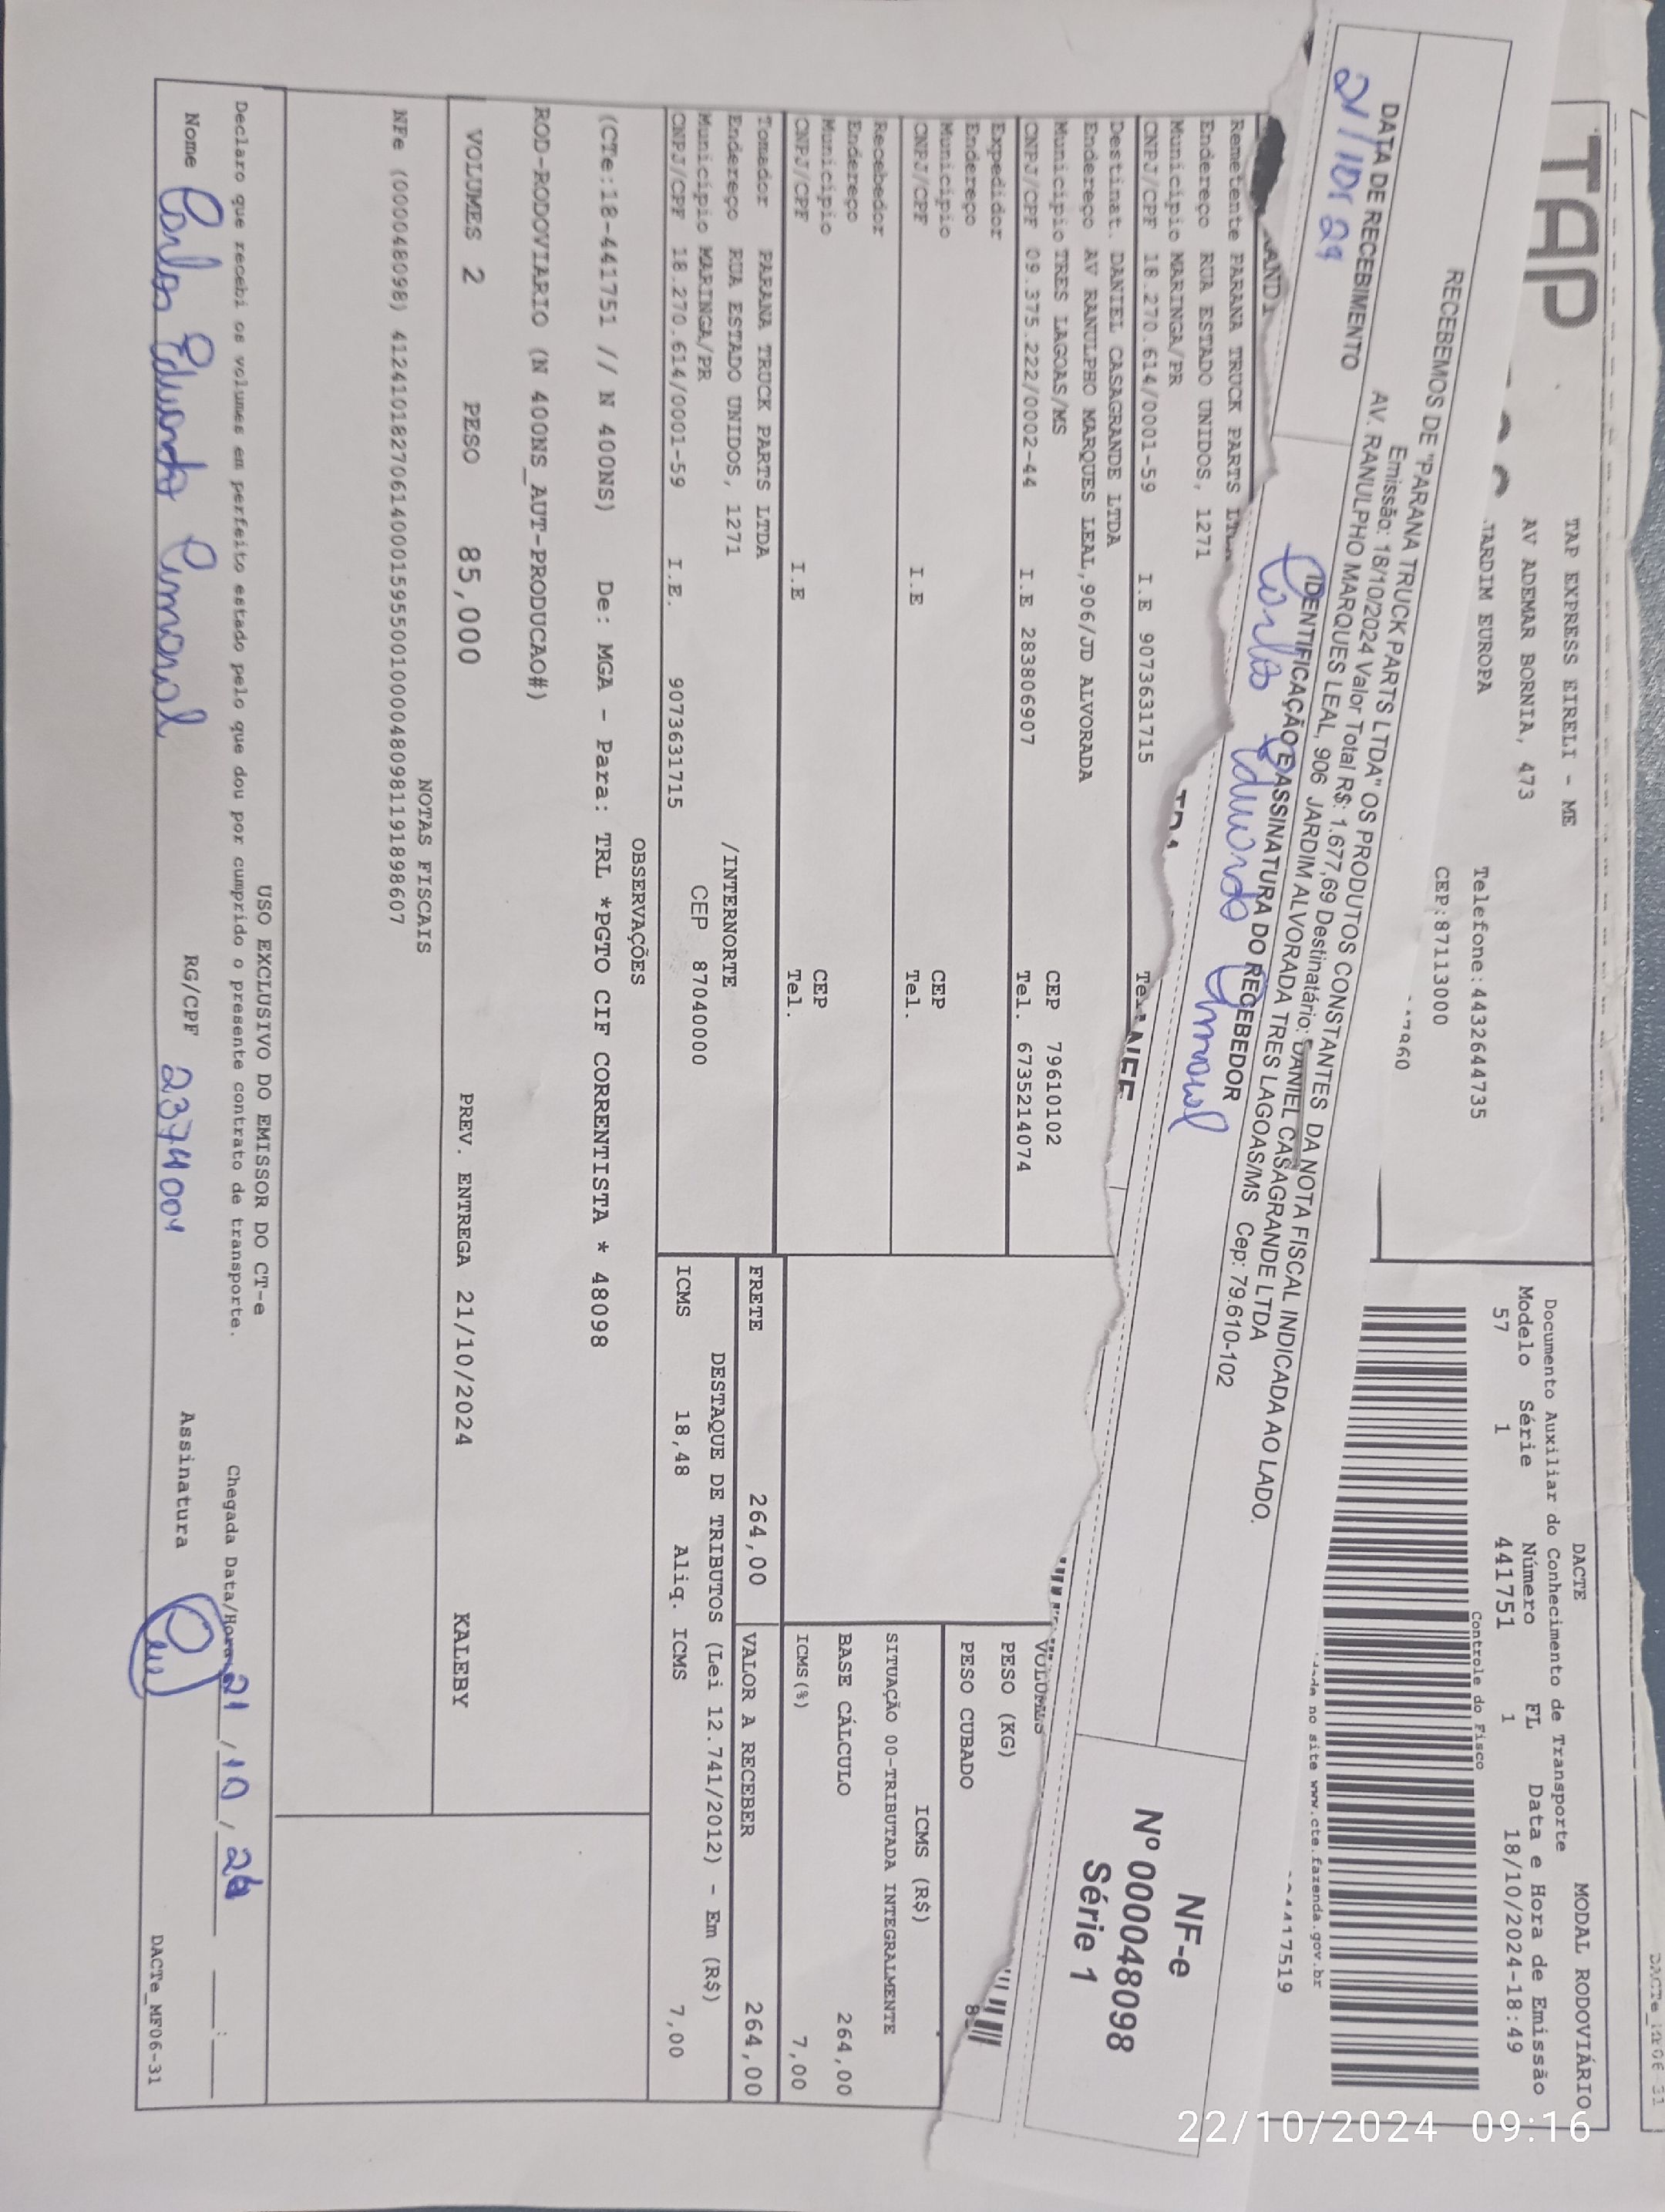 DACTe_MF06-31
TAP
TAP EXPRESS EIRELI - ME
AV ADEMAR BORNIA, 473
JARDIM EUROPA
Telefone:4432644735
CEP:87113000
DACTE
MODAL RODOVIÁRIO
Documento Auxiliar do Conhecimento de Transporte
Modelo Série Número FL Data e Hora de Emissão
57 1 441751 1 18/10/2024-18:49
Controle do Fisco
no site www.cte.fazenda.gov.br
RECEBEMOS DE "PARANA TRUCK PARTS LTDA" OS PRODUTOS CONSTANTES DA NOTA FISCAL INDICADA AO LADO.
Emissão: 18/10/2024 Valor Total R$: 1.677,69 Destinatário: DANIEL CASAGRANDE LTDA
AV. RANULPHO MARQUES LEAL, 906 JARDIM ALVORADA TRES LAGOAS/MS Cep: 79.610-102
DATA DE RECEBIMENTO
21/10/24
IDENTIFICAÇÃO E ASSINATURA DO RECEBEDOR
Carlos Eduardo
NF-e
Nº 000048098
Série 1
Remetente PARANA TRUCK PARTS
Endereço RUA ESTADO UNIDOS, 1271
Municipio MARINGA/PR
CNPJ/CPF 18.270.614/0001-59 I.E 9073631715
Destinat. DANIEL CASAGRANDE LTDA
Endereço AV RANULPHO MARQUES LEAL,906/JD ALVORADA
Municipio TRES LAGOAS/MS CEP 79610102
CNPJ/CPF 09.375.222/0002-44 I.E 283806907 Tel. 6735214074
Expedidor
Endereço
Municipio CEP
CNPJ/CPF I.E Tel.
Recebedor
Endereço
Municipio CEP
CNPJ/CPF I.E Tel.
VOLUMES
PESO (KG)
PESO CUBADO
ICMS (R$)
SITUAÇÃO 00-TRIBUTADA INTEGRALMENTE
BASE CÁLCULO 264,00
ICMS(%) 7,00
Tomador PARANA TRUCK PARTS LTDA
Endereço RUA ESTADO UNIDOS, 1271 /INTERNORTE
Município MARINGA/PR CEP 87040000
CNPJ/CPF 18.270.614/0001-59 I.E. 9073631715
FRETE 264,00 VALOR A RECEBER 264,00
DESTAQUE DE TRIBUTOS (Lei 12.741/2012) - Em (R$)
ICMS 18,48 Aliq. ICMS 7,00
OBSERVAÇÕES
(CTe:18-441751 // N 400NS) De: MGA - Para: TRL *PGTO CIF CORRENTISTA * 48098
ROD-RODOVIARIO (N 400NS_AUT-PRODUCAO#)
VOLUMES 2 PESO 85,000 PREV. ENTREGA 21/10/2024 KALEBY
NOTAS FISCAIS
NFe (000048098) 41241018270614000159550010000480981191898607
USO EXCLUSIVO DO EMISSOR DO CT-e
Declaro que recebi os volumes em perfeito estado pelo que dou por cumprido o presente contrato de transporte. Chegada Data/Hora 21/10/24
Nome Carlos Eduardo RG/CPF 2374004 Assinatura
DACTe_MF06-31
22/10/2024 09:16